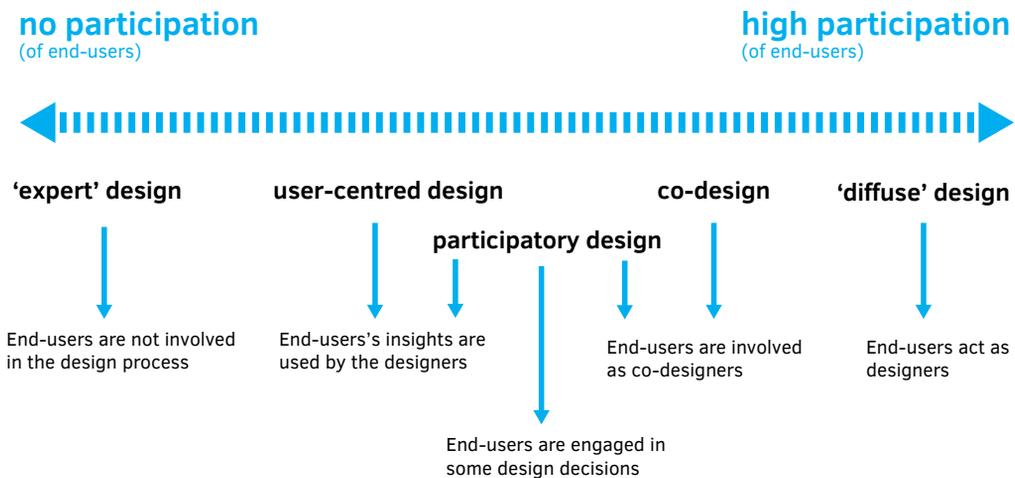 no participation
(of end-users)
high participation
(of end-users)
‘expert’ design
user-centred design
co-design
‘diffuse’ design
participatory design
End-users are not involved
in the design process
End-users’s insights are
used by the designers
End-users are involved
as co-designers
End-users act as
designers
End-users are engaged in
some design decisions